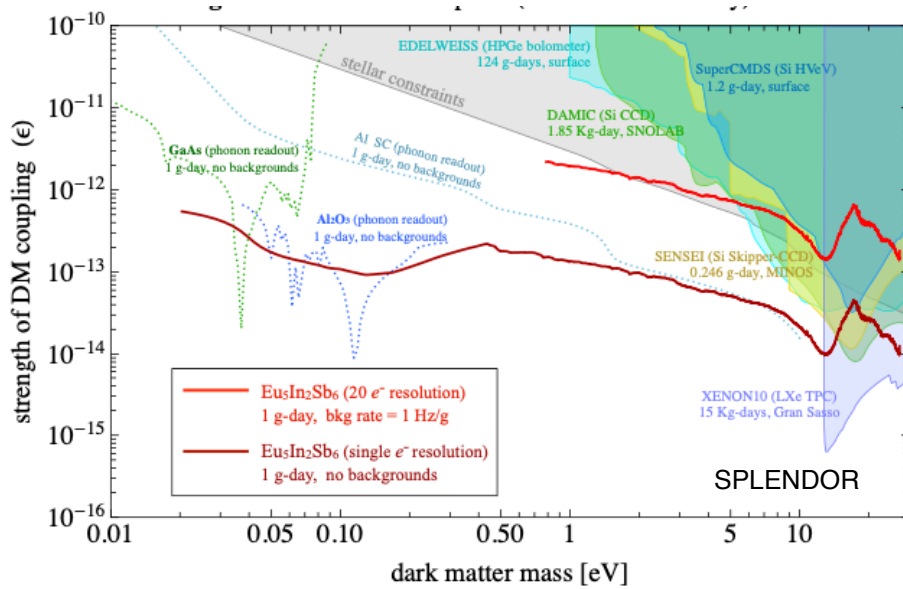 10⁻¹⁰
10⁻¹¹
10⁻¹²
10⁻¹³
10⁻¹⁴
10⁻¹⁵
10⁻¹⁶
strength of DM coupling (ϵ)
EDELWEISS (HPGe bolometer)
124 g-days, surface
stellar constraints
SuperCMDS (Si HVeV)
1.2 g-day, surface
DAMIC (Si CCD)
1.85 Kg-day, SNOLAB
GaAs (phonon readout)
1 g-day, no backgrounds
Al SC (phonon readout)
1 g-day, no backgrounds
Al₂O₃ (phonon readout)
1 g-day, no backgrounds
SENSEI (Si Skipper-CCD)
0.246 g-day, MINOS
Eu₅In₂Sb₆ (20 e⁻ resolution)
1 g-day, bkg rate = 1 Hz/g
Eu₅In₂Sb₆ (single e⁻ resolution)
1 g-day, no backgrounds
XENON10 (LXe TPC)
15 Kg-days, Gran Sasso
SPLENDOR
0.01 0.05 0.10 0.50 1 5 10
dark matter mass [eV]